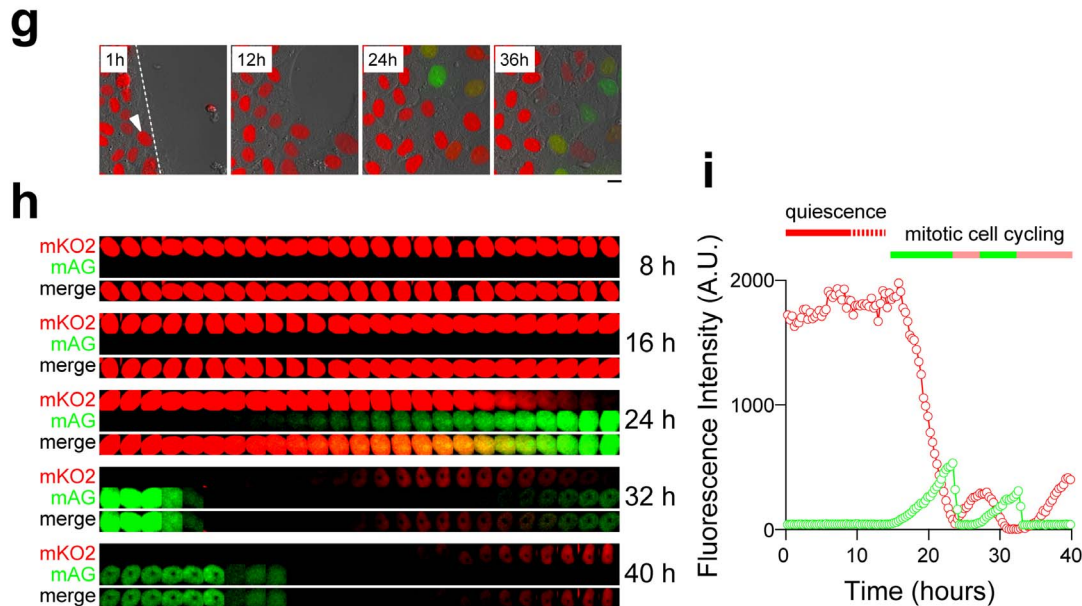 g
1h
12h
24h
36h
h
mKO2
mAG
merge
8 h
mKO2
mAG
merge
16 h
mKO2
mAG
merge
24 h
mKO2
mAG
merge
32 h
mKO2
mAG
merge
40 h
i
quiescence
mitotic cell cycling
Fluorescence Intensity (A.U.)
2000
1000
0
0
10
20
30
40
Time (hours)